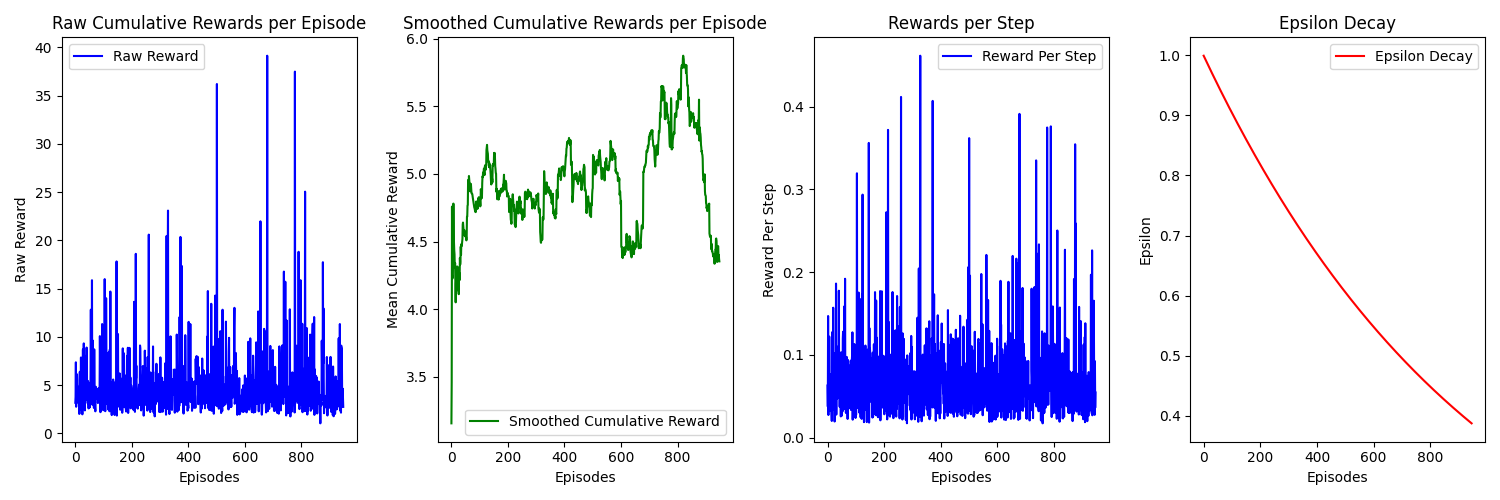 Raw Cumulative Rewards per Episode
Raw Reward
40
35
30
25
20
15
10
5
0
Raw Reward
0 200 400 600 800
Episodes
Smoothed Cumulative Rewards per Episode
6.0
5.5
5.0
4.5
4.0
3.5
Mean Cumulative Reward
Smoothed Cumulative Reward
0 200 400 600 800
Episodes
Rewards per Step
Reward Per Step
0.4
0.3
0.2
0.1
0.0
Reward Per Step
0 200 400 600 800
Episodes
Epsilon Decay
Epsilon Decay
1.0
0.9
0.8
0.7
0.6
0.5
0.4
Epsilon
0 200 400 600 800
Episodes